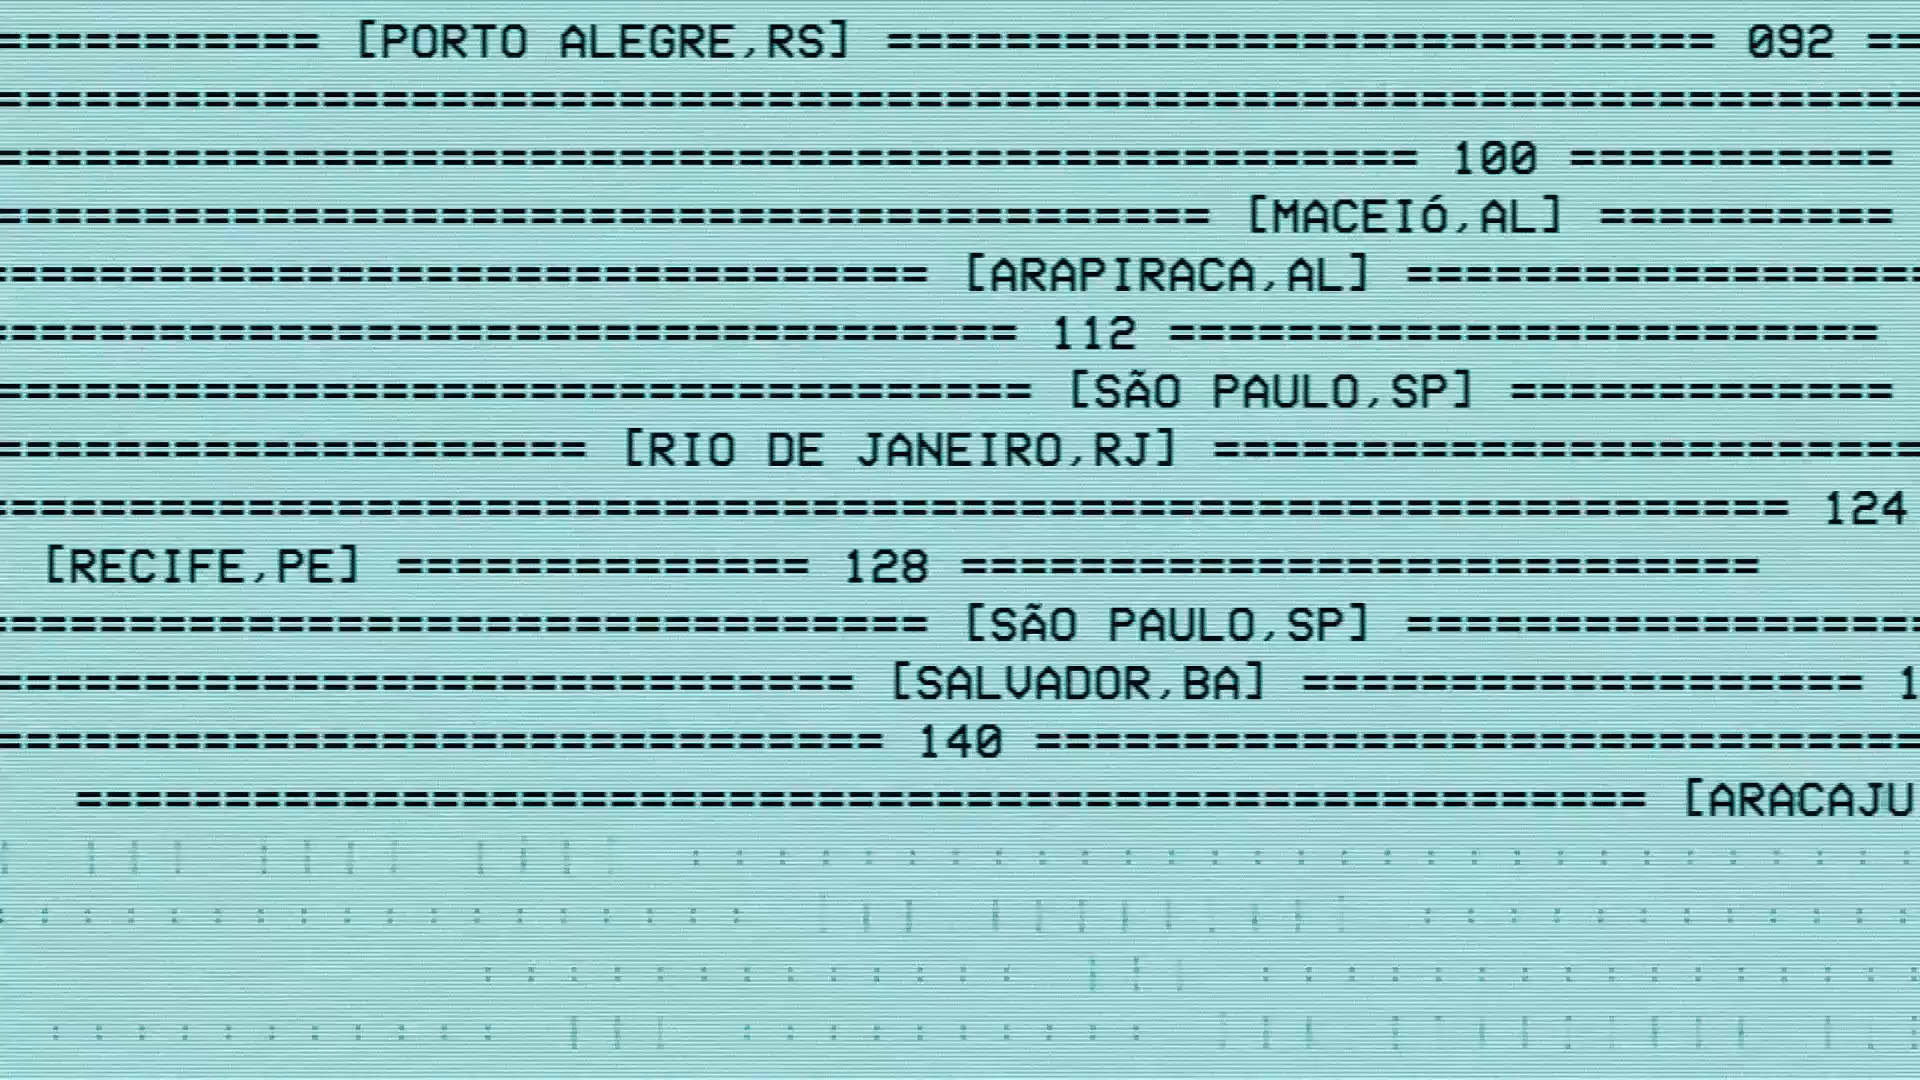 =========== [PORTO ALEGRE,RS] ============================ 092 ==
=================================================================
================================================ 100 ===========
========================================= [MACEIÓ,AL] ==========
================================ [ARAPIRACA,AL] ==================
=================================== 112 ========================
=================================== [SÃO PAULO,SP] =============
==================== [RIO DE JANEIRO,RJ] ========================
============================================================= 124
[RECIFE,PE] ============== 128 ===========================
================================ [SÃO PAULO,SP] ==================
============================= [SALVADOR,BA] =================== 1
============================== 140 ==============================
===================================================== [ARACAJU